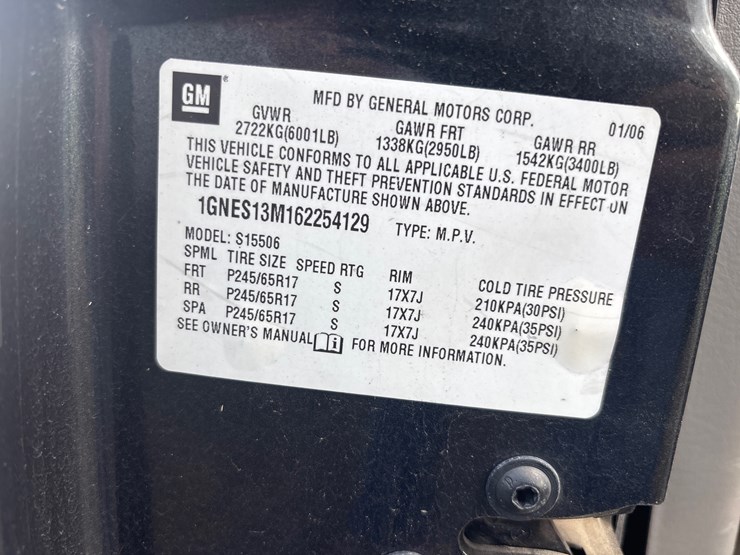 GM®
MFD BY GENERAL MOTORS CORP. 01/06
GVWR GAWR FRT GAWR RR
2722KG(6001LB) 1338KG(2950LB) 1542KG(3400LB)
THIS VEHICLE CONFORMS TO ALL APPLICABLE U.S. FEDERAL MOTOR
VEHICLE SAFETY AND THEFT PREVENTION STANDARDS IN EFFECT ON
THE DATE OF MANUFACTURE SHOWN ABOVE.
1GNES13M162254129 TYPE: M.P.V.
MODEL: S15506
SPML TIRE SIZE SPEED RTG RIM COLD TIRE PRESSURE
FRT P245/65R17 S 17X7J 210KPA(30PSI)
RR P245/65R17 S 17X7J 240KPA(35PSI)
SPA P245/65R17 S 17X7J 240KPA(35PSI)
SEE OWNER'S MANUAL i FOR MORE INFORMATION.